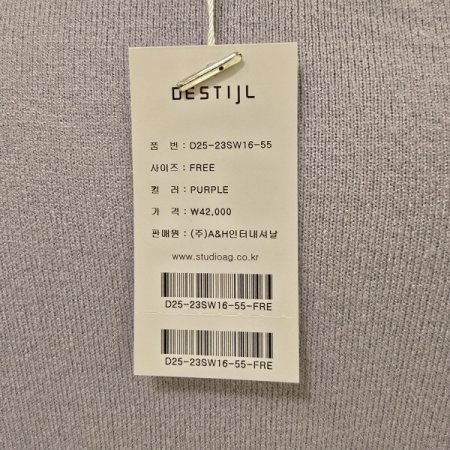 DESTIJL
품 번 : D25-23SW16-55
사이즈 : FREE
컬 러 : PURPLE
가 격 : ₩42,000
판매원 : (주)A&H인터내셔날
www.studioag.co.kr
D25-23SW16-55-FRE
D25-23SW16-55-FRE